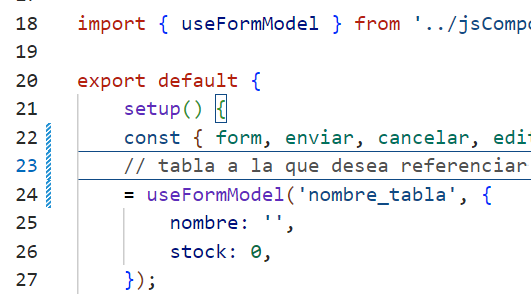 18 import { useFormModel } from '../jsCompo
19
20 export default {
21 setup() {
22 const { form, enviar, cancelar, edi
23 // tabla a la que desea referenciar
24 = useFormModel('nombre_tabla', {
25 nombre: '',
26 stock: 0,
27 });